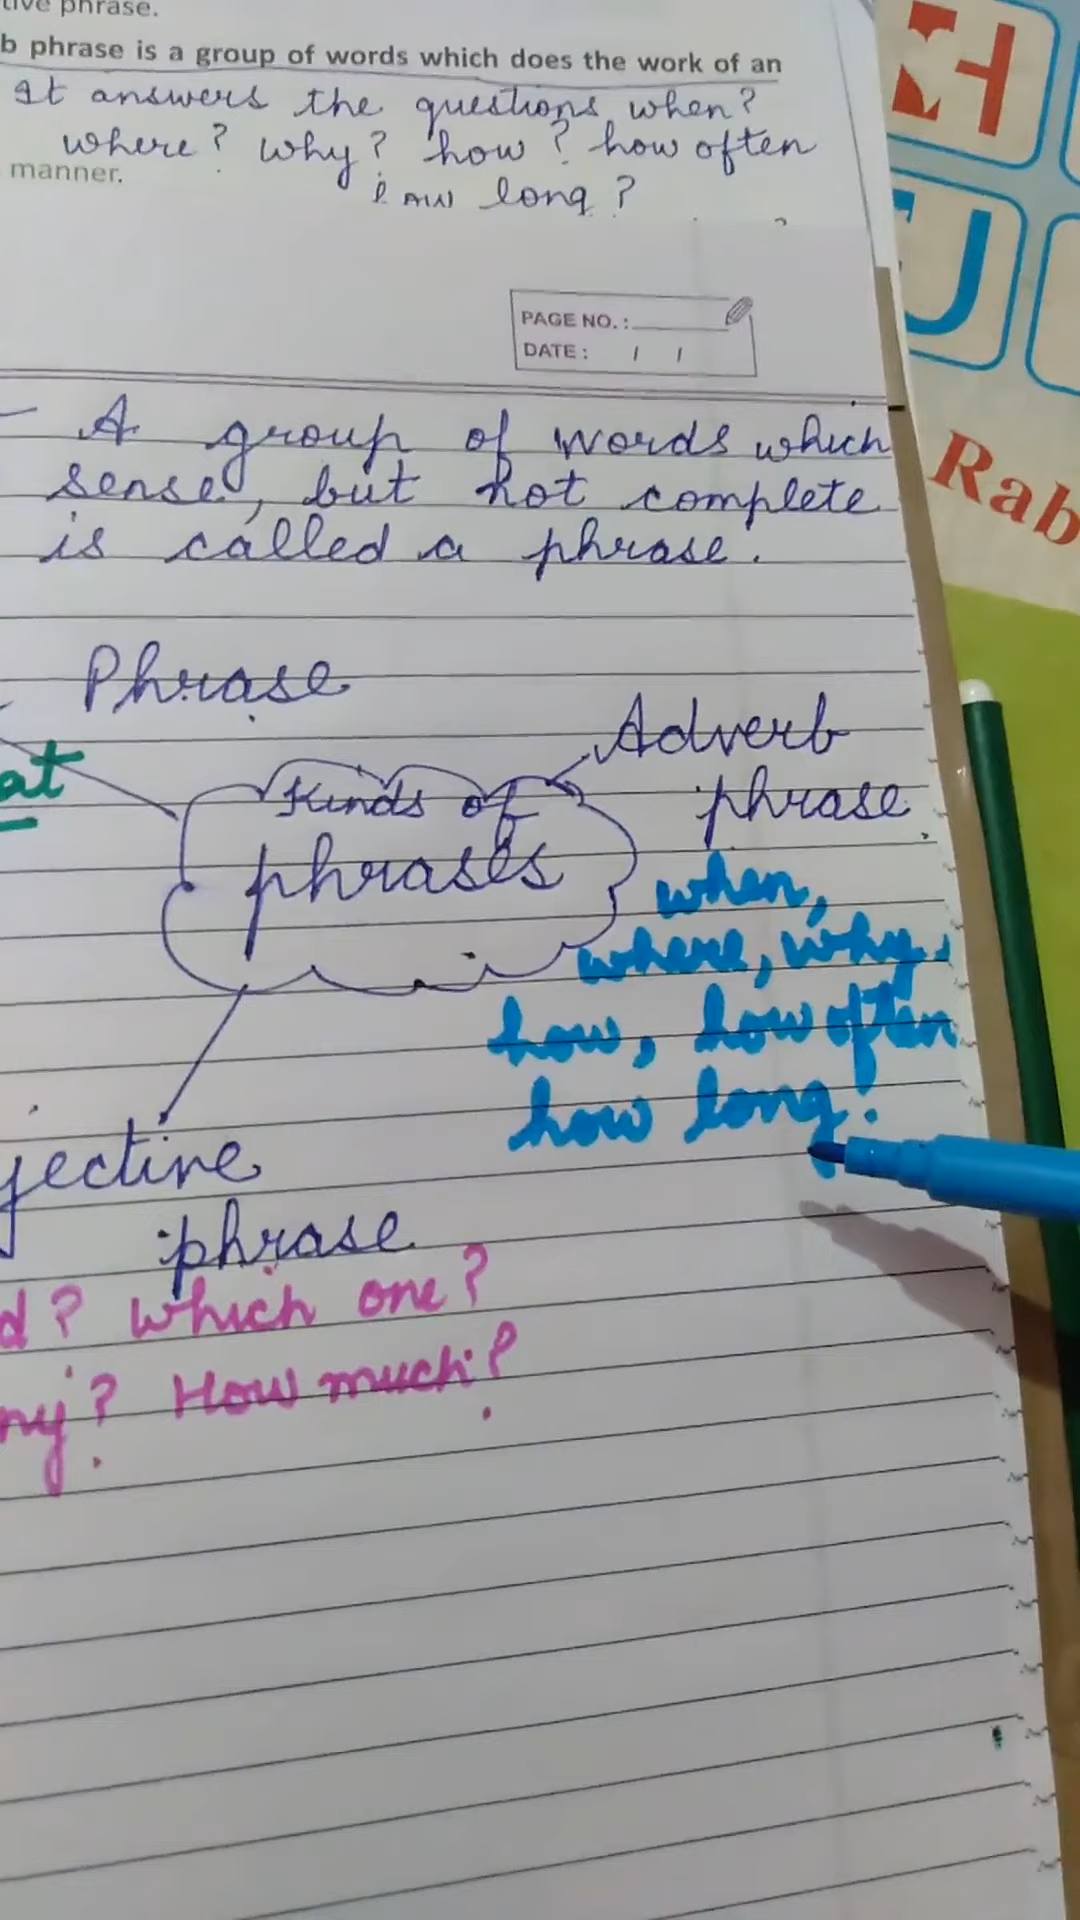 tive phrase.
b phrase is a group of words which does the work of an
It answers the questions when?
where? why? how? how often
manner.
long?
PAGE NO.:
DATE: / /
- A group of words which
sense, but not complete
is called a phrase.
Phrase
at
Kinds of
phrases
Adverb
phrase
when,
where, why,
how, how often
how long?
jective
phrase
d? Which one?
ny? How much?
H
U
Rab